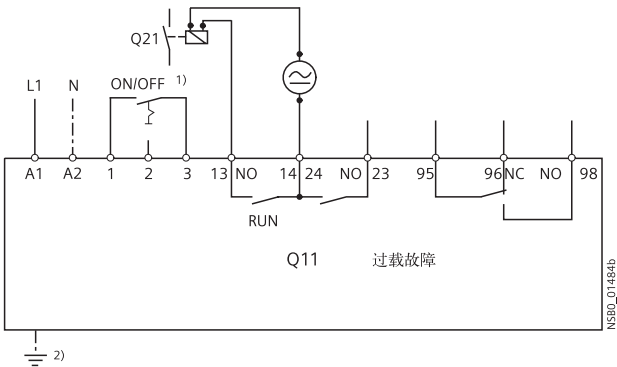 Q21
L1 N ON/OFF 1)
A1 A2 1 2 3 13 NO 14 24 NO 23 95 96 NC NO 98
RUN
Q11 过载故障
NSB0_01484b
2)